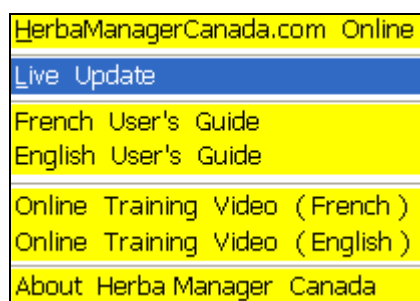 HerbaManagerCanada.com Online
Live Update
French User's Guide
English User's Guide
Online Training Video ( French )
Online Training Video ( English )
About Herba Manager Canada